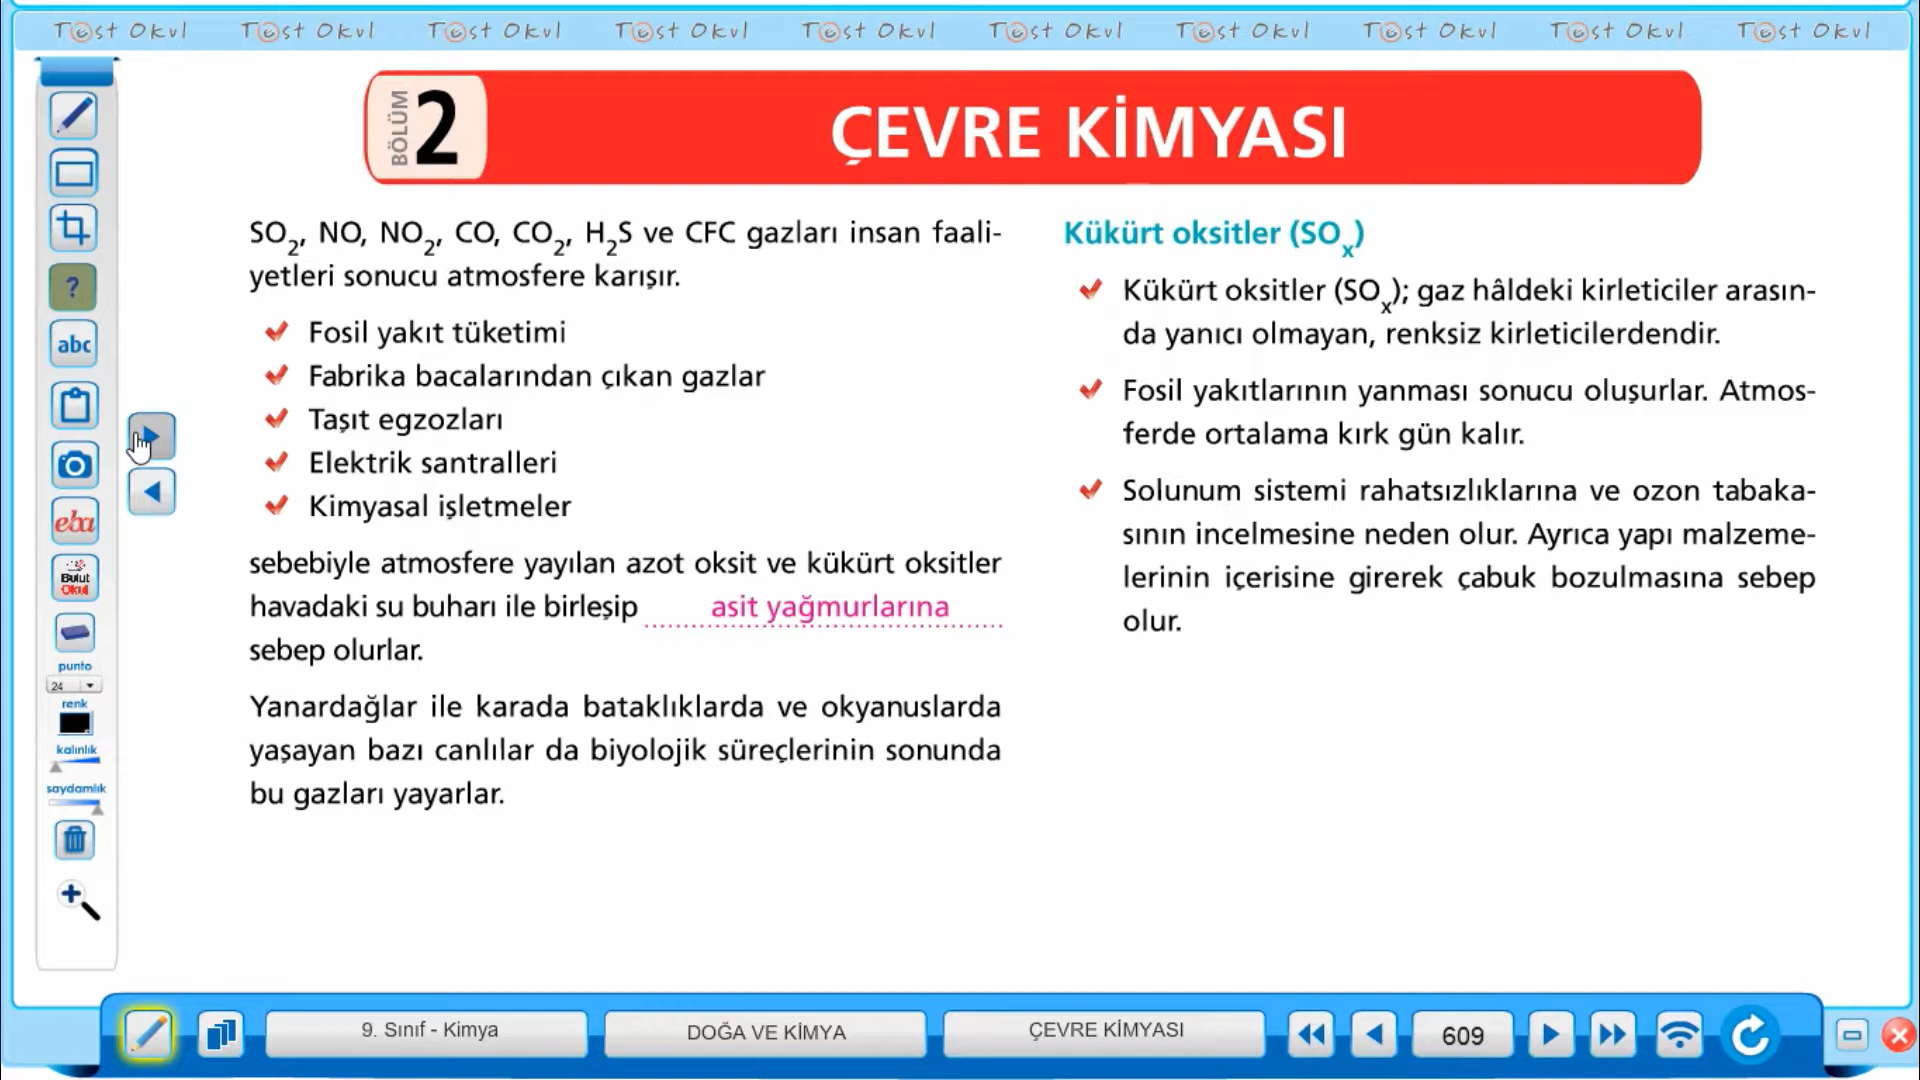 Test Okul Test Okul Test Okul Test Okul Test Okul Test Okul Test Okul Test Okul Test Okul Test Okul
BÖLÜM 2
ÇEVRE KİMYASI
SO2, NO, NO2, CO, CO2, H2S ve CFC gazları insan faali-
yetleri sonucu atmosfere karışır.
Fosil yakıt tüketimi
Fabrika bacalarından çıkan gazlar
Taşıt egzozları
Elektrik santralleri
Kimyasal işletmeler
sebebiyle atmosfere yayılan azot oksit ve kükürt oksitler
havadaki su buharı ile birleşip asit yağmurlarına
sebep olurlar.
Yanardağlar ile karada bataklıklarda ve okyanuslarda
yaşayan bazı canlılar da biyolojik süreçlerinin sonunda
bu gazları yayarlar.
Kükürt oksitler (SOx)
Kükürt oksitler (SOx); gaz hâldeki kirleticiler arasın-
da yanıcı olmayan, renksiz kirleticilerdendir.
Fosil yakıtlarının yanması sonucu oluşurlar. Atmos-
ferde ortalama kırk gün kalır.
Solunum sistemi rahatsızlıklarına ve ozon tabaka-
sının incelmesine neden olur. Ayrıca yapı malzeme-
lerinin içerisine girerek çabuk bozulmasına sebep
olur.
?
abc
eba
Bulut
Okul
punto
24
renk
kalınlık
saydamlık
9. Sınıf - Kimya
DOĞA VE KİMYA
ÇEVRE KİMYASI
609